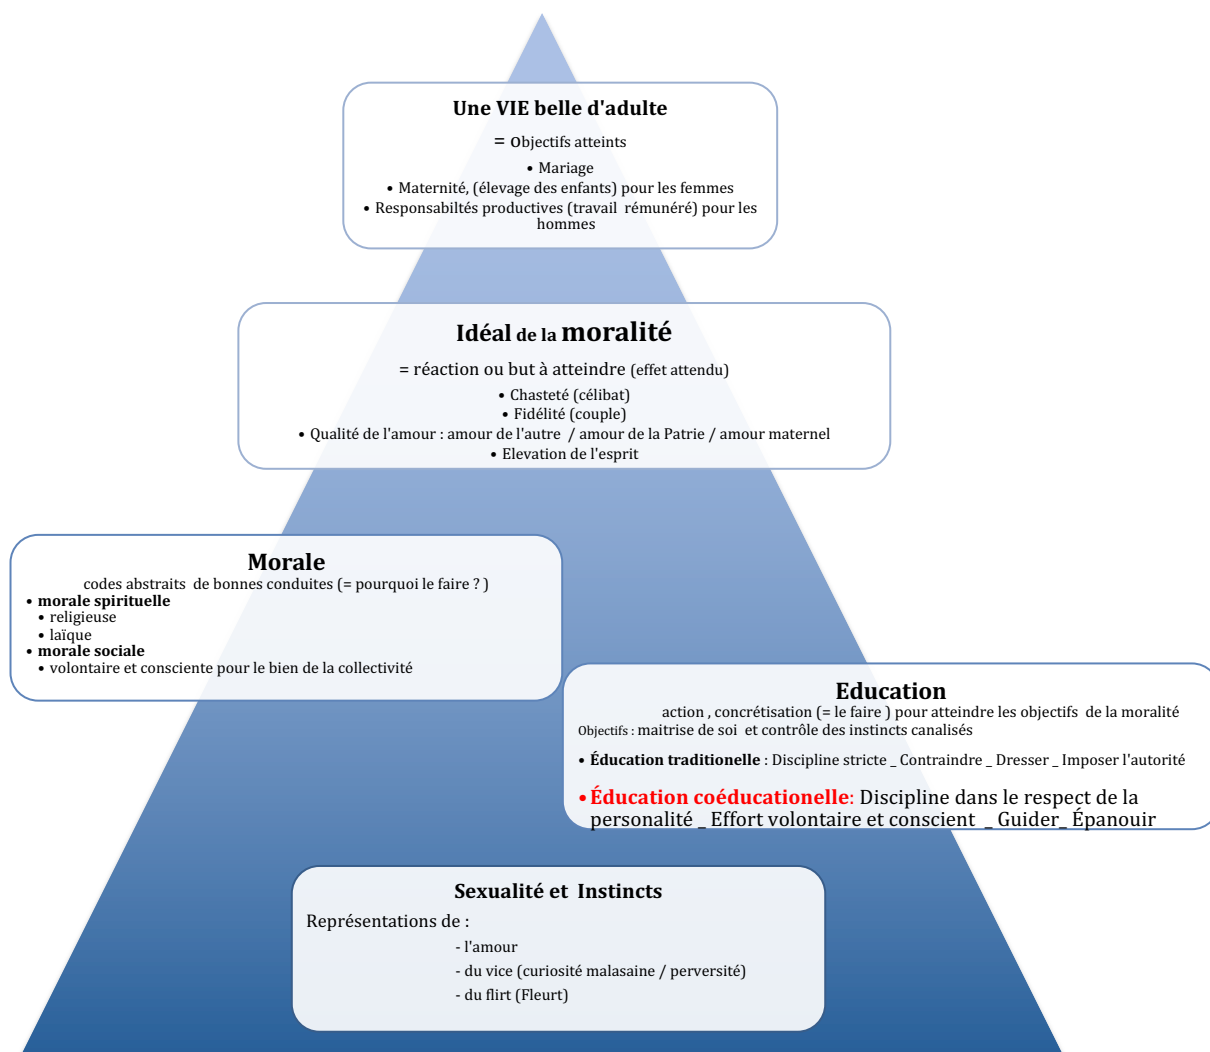 Une VIE belle d'adulte
= Objectifs atteints
• Mariage
• Maternité, (élevage des enfants) pour les femmes
• Responsabiltés productives (travail rémunéré) pour les
hommes
Idéal de la moralité
= réaction ou but à atteindre (effet attendu)
• Chasteté (célibat)
• Fidélité (couple)
• Qualité de l'amour : amour de l'autre / amour de la Patrie / amour maternel
• Elevation de l'esprit
Morale
codes abstraits de bonnes conduites (= pourquoi le faire ? )
• morale spirituelle
• religieuse
• laïque
• morale sociale
• volontaire et consciente pour le bien de la collectivité
Education
action , concrétisation (= le faire ) pour atteindre les objectifs de la moralité
Objectifs : maitrise de soi et contrôle des instincts canalisés
• Éducation traditionelle : Discipline stricte _ Contraindre _ Dresser _ Imposer l'autorité
• Éducation coéducationelle: Discipline dans le respect de la
personalité _ Effort volontaire et conscient _ Guider_ Épanouir
Sexualité et Instincts
Représentations de :
- l'amour
- du vice (curiosité malasaine / perversité)
- du flirt (Fleurt)